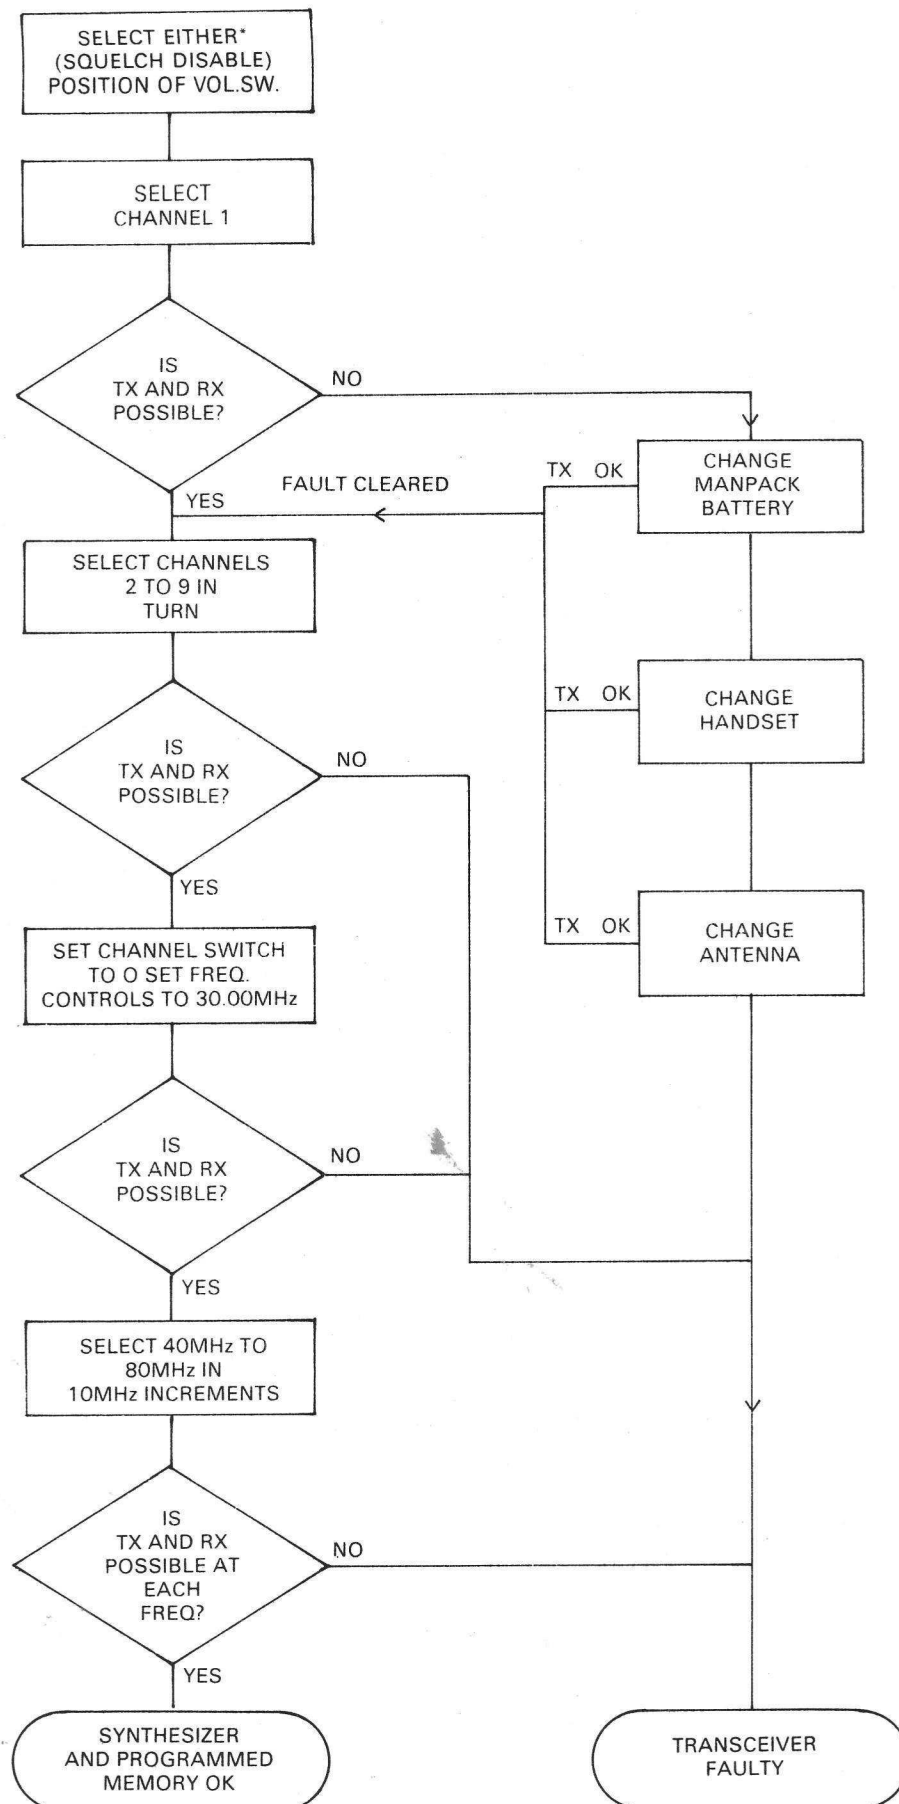 SELECT EITHER*
(SQUELCH DISABLE)
POSITION OF VOL.SW.
SELECT
CHANNEL 1
IS
TX AND RX
POSSIBLE?
NO
YES
FAULT CLEARED
TX OK
CHANGE
MANPACK
BATTERY
SELECT CHANNELS
2 TO 9 IN
TURN
TX OK
CHANGE
HANDSET
IS
TX AND RX
POSSIBLE?
NO
YES
TX OK
CHANGE
ANTENNA
SET CHANNEL SWITCH
TO O SET FREQ.
CONTROLS TO 30.00MHz
IS
TX AND RX
POSSIBLE?
NO
YES
SELECT 40MHz TO
80MHz IN
10MHz INCREMENTS
IS
TX AND RX
POSSIBLE AT
EACH
FREQ?
NO
YES
SYNTHESIZER
AND PROGRAMMED
MEMORY OK
TRANSCEIVER
FAULTY